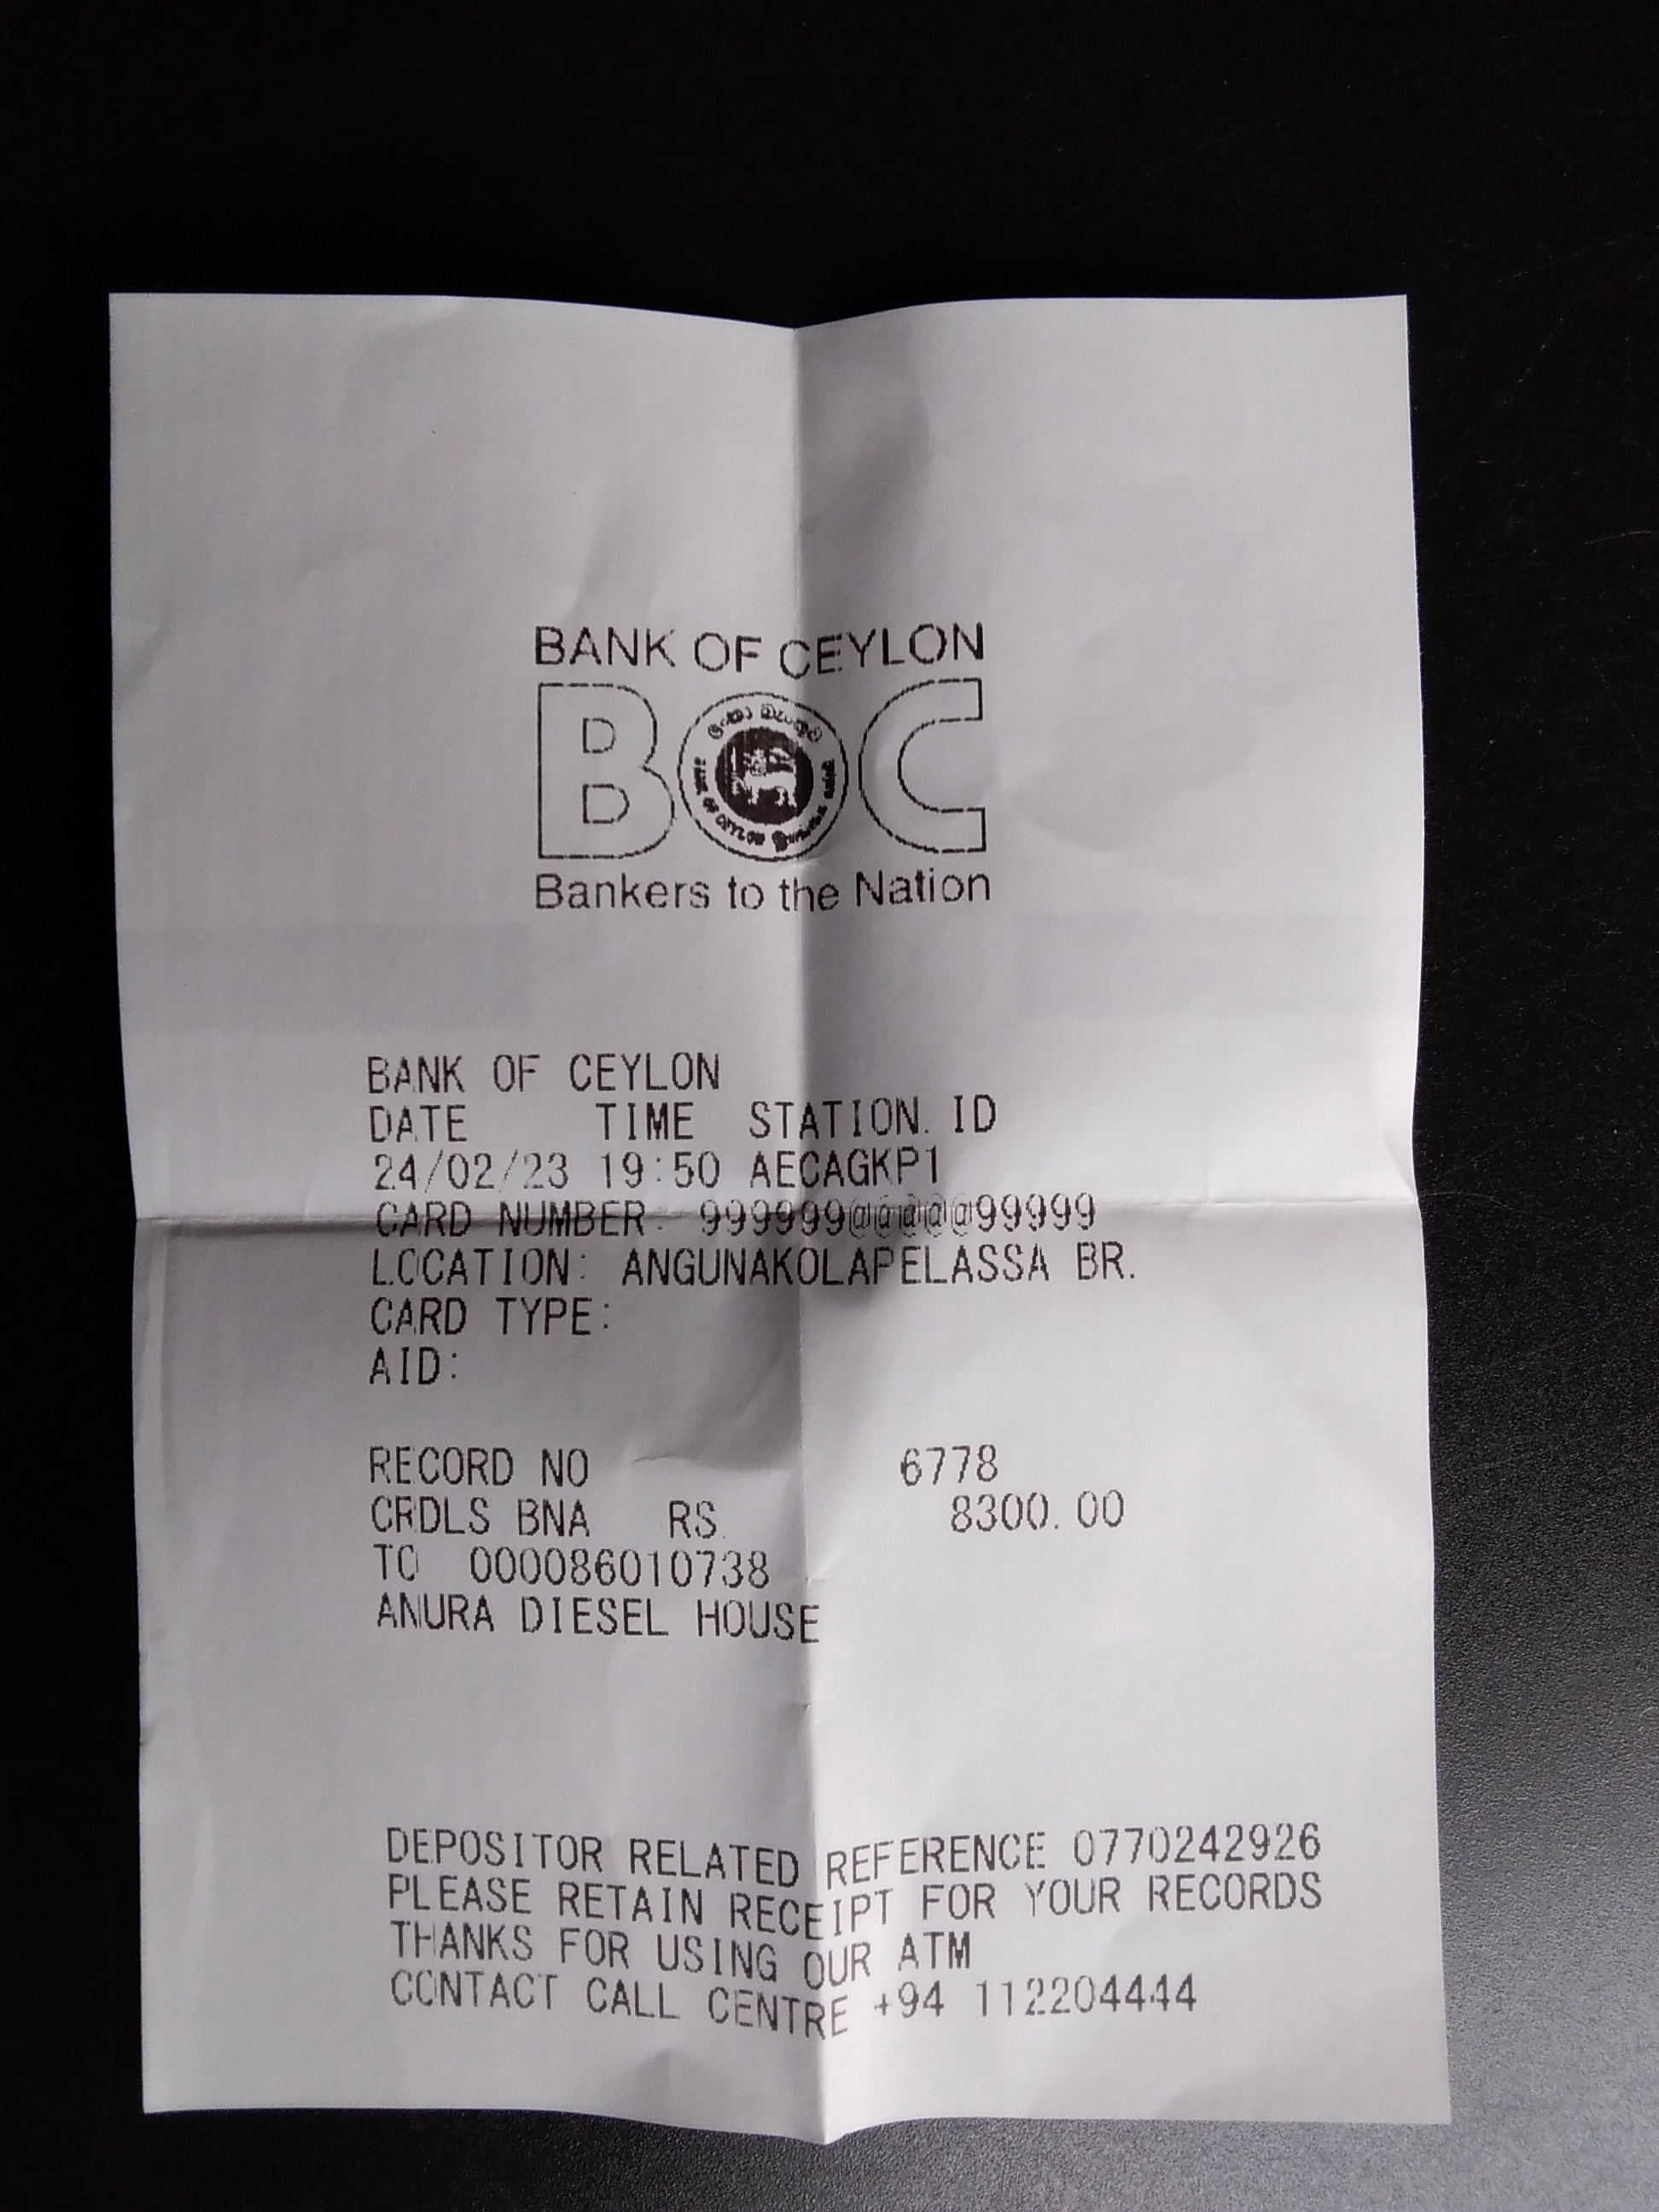 BANK OF CEYLON
BOC
Bankers to the Nation
BANK OF CEYLON
DATE TIME STATION ID
24/02/23 19:50 AECAGKP1
CARD NUMBER: 999999@@@@@99999
LOCATION: ANGUNAKOLAPELASSA BR.
CARD TYPE:
AID:
RECORD NO 6778
CRDLS BNA RS. 8300.00
TO 000086010738
ANURA DIESEL HOUSE
DEPOSITOR RELATED REFERENCE 0770242926
PLEASE RETAIN RECEIPT FOR YOUR RECORDS
THANKS FOR USING OUR ATM
CONTACT CALL CENTRE +94 112204444